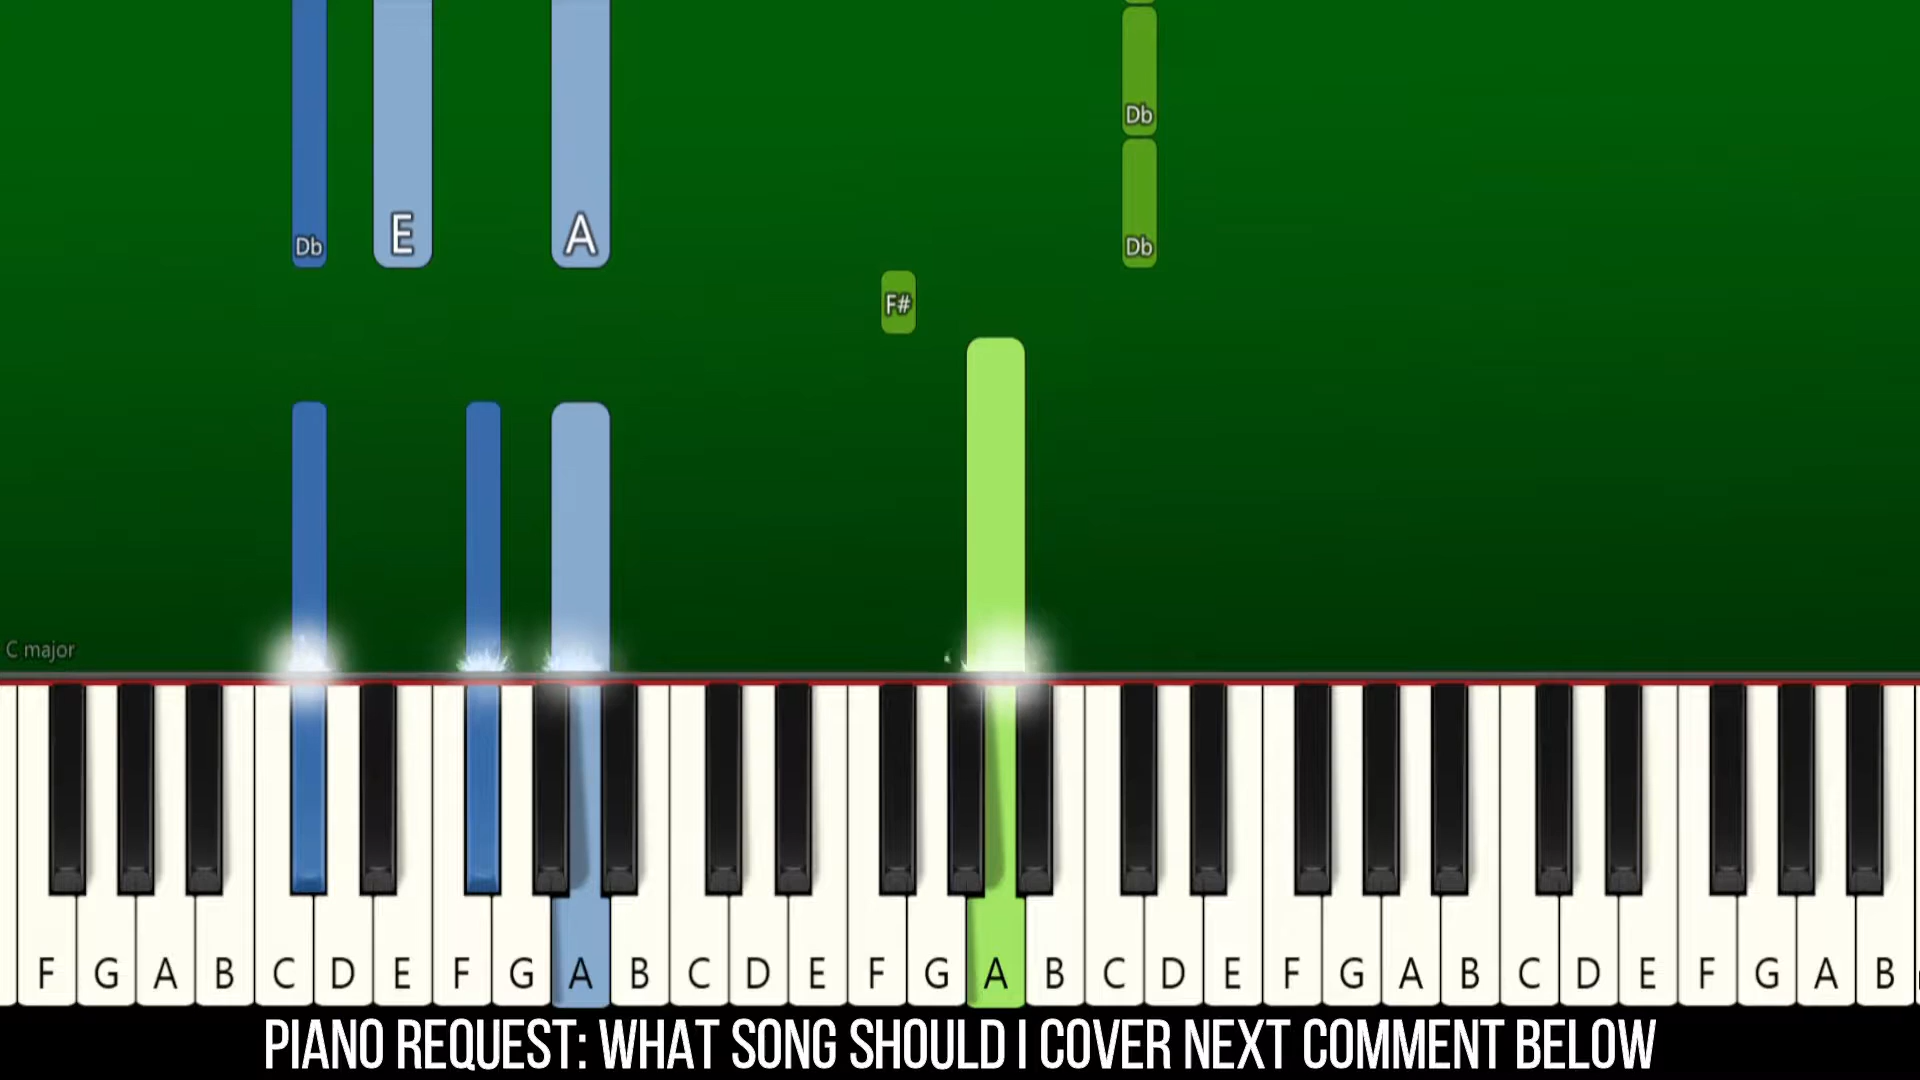 Db
Db E A Db
F#
C major
F G A B C D E F G A B C D E F G A B C D E F G A B C D E F G A B
PIANO REQUEST: WHAT SONG SHOULD I COVER NEXT COMMENT BELOW